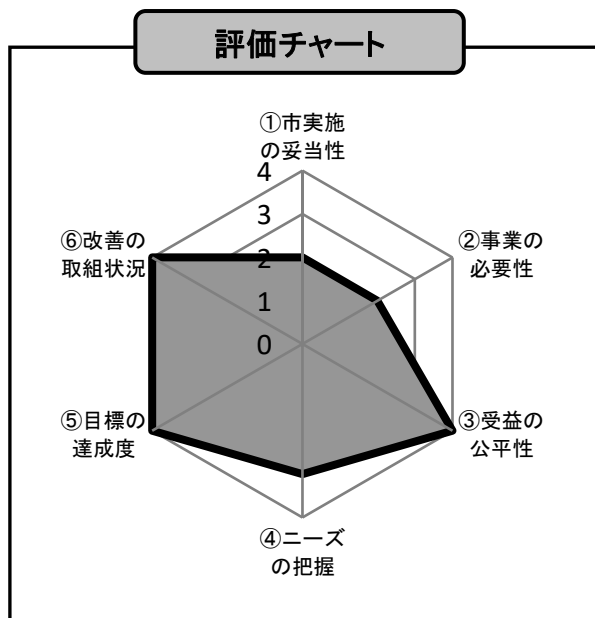 評価チャート
①市実施
の妥当性
4
3
2
1
0
②事業の
必要性
③受益の
公平性
④ニーズ
の把握
⑤目標の
達成度
⑥改善の
取組状況